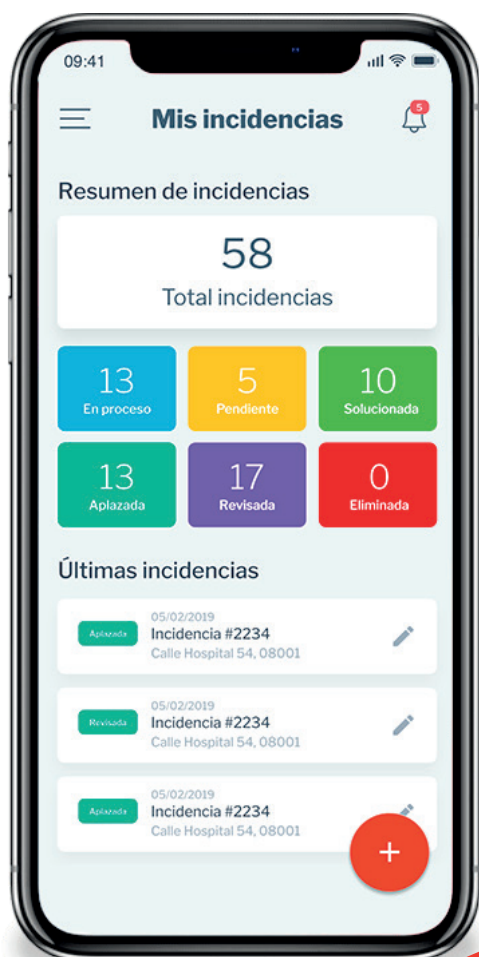 09:41
Mis incidencias
5
Resumen de incidencias
58
Total incidencias
13
En proceso
5
Pendiente
10
Solucionada
13
Aplazada
17
Revisada
0
Eliminada
Últimas incidencias
05/02/2019
Aplazada
Incidencia #2234
Calle Hospital 54, 08001
05/02/2019
Revisada
Incidencia #2234
Calle Hospital 54, 08001
05/02/2019
Aplazada
Incidencia #2234
Calle Hospital 54, 08001
+